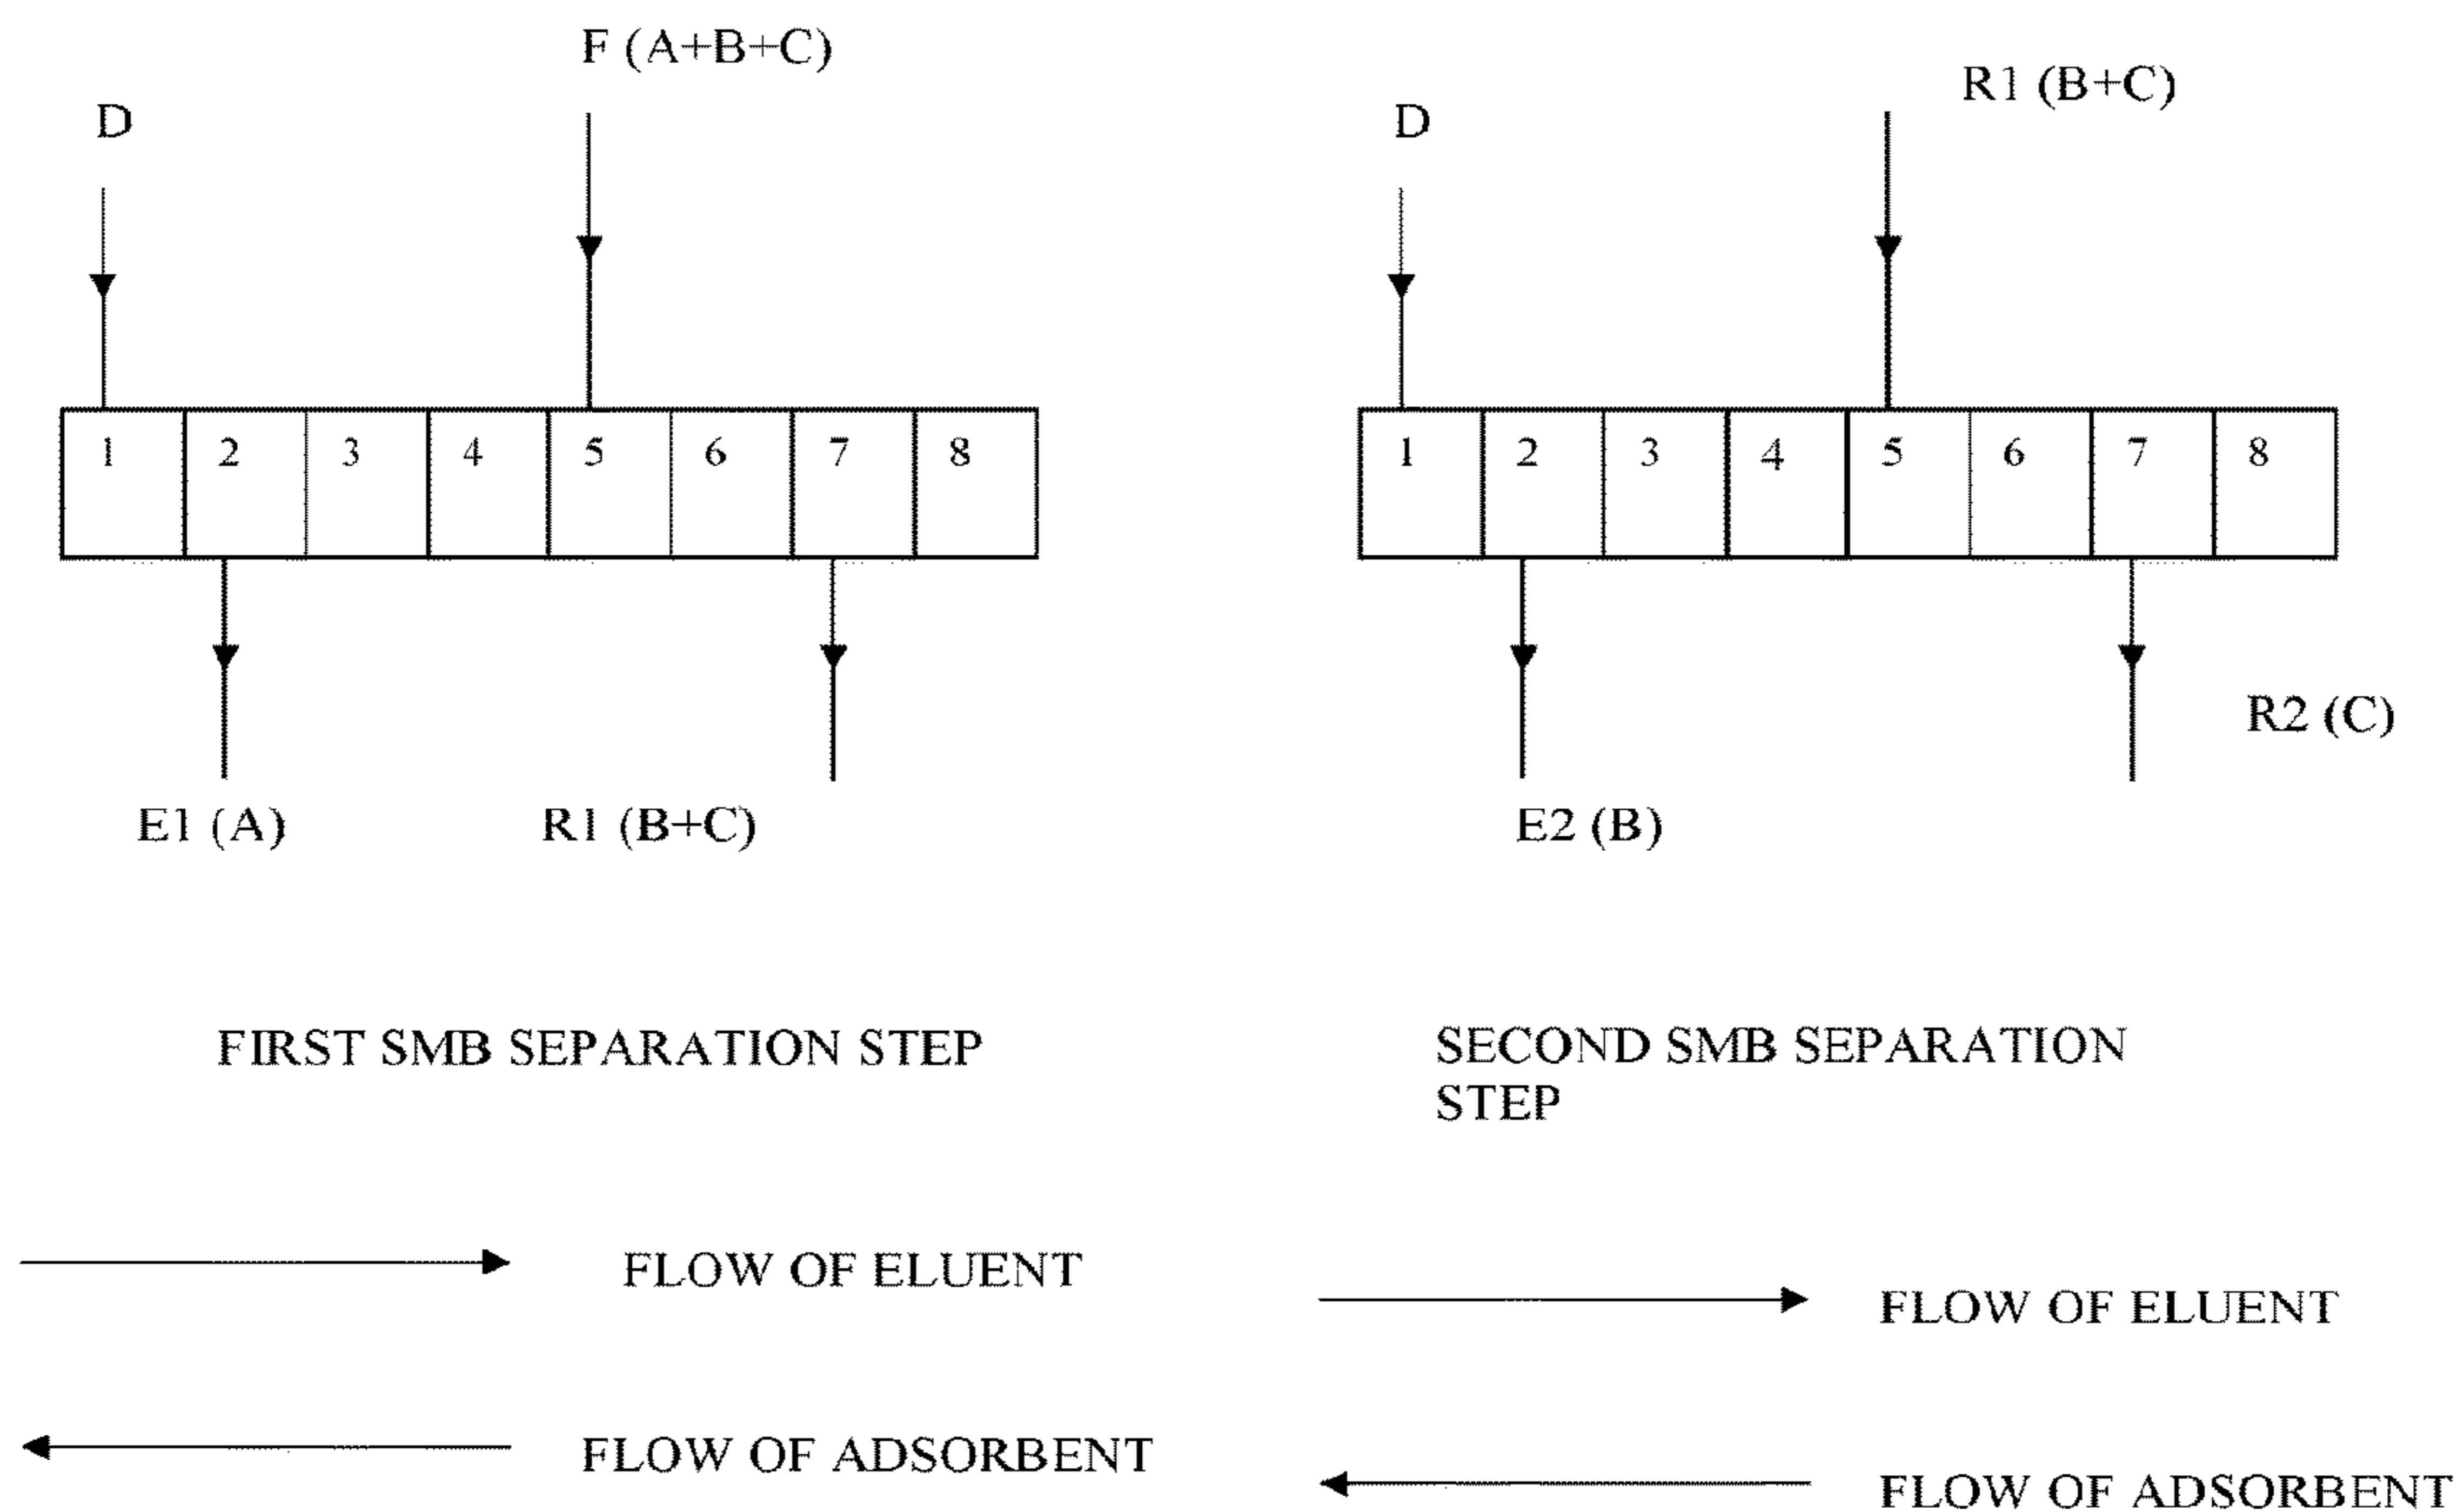 F (A+B+C)
D
1 2 3 4 5 6 7 8
E1 (A)
R1 (B+C)
FIRST SMB SEPARATION STEP
FLOW OF ELUENT
FLOW OF ADSORBENT
R1 (B+C)
D
1 2 3 4 5 6 7 8
R2 (C)
E2 (B)
SECOND SMB SEPARATION
STEP
FLOW OF ELUENT
FLOW OF ADSORBENT